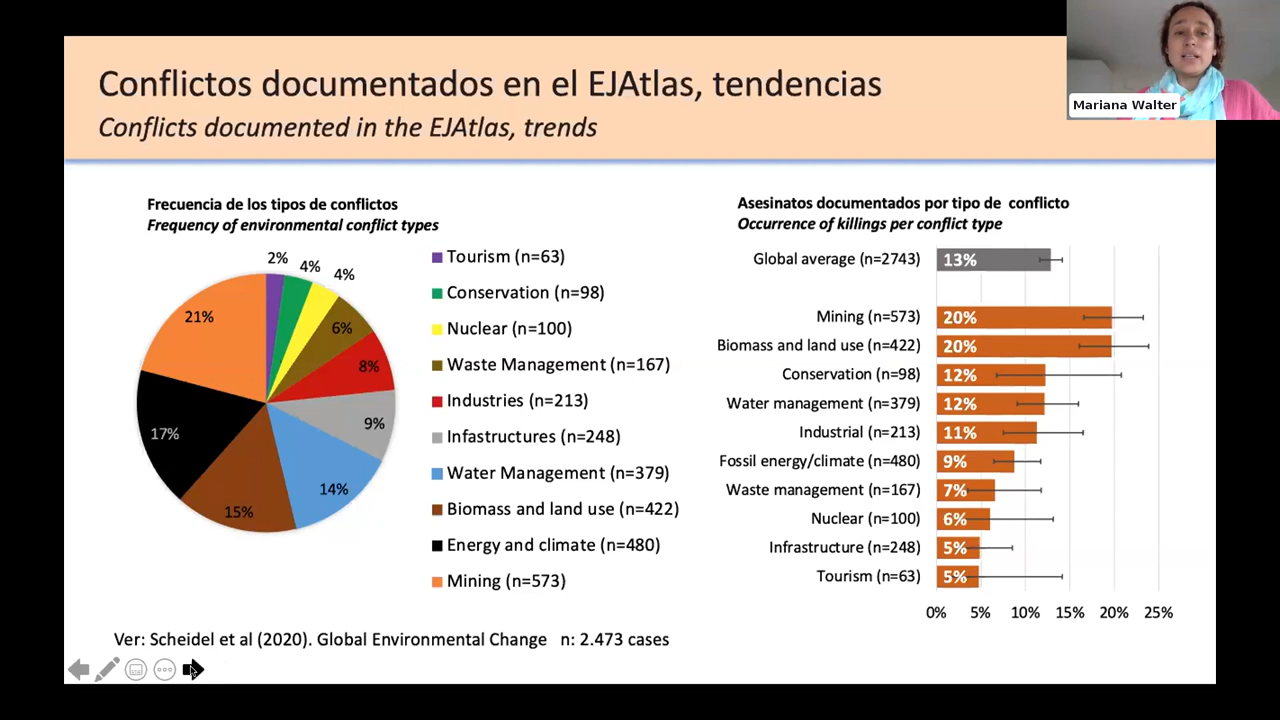 Conflictos documentados en el EJAtlas, tendencias
Conflicts documented in the EJAtlas, trends
Mariana Walter
Frecuencia de los tipos de conflictos
Frequency of environmental conflict types
2%
4%
4%
6%
8%
9%
14%
15%
17%
21%
Tourism (n=63)
Conservation (n=98)
Nuclear (n=100)
Waste Management (n=167)
Industries (n=213)
Infastructures (n=248)
Water Management (n=379)
Biomass and land use (n=422)
Energy and climate (n=480)
Mining (n=573)
Asesinatos documentados por tipo de conflicto
Occurrence of killings per conflict type
Global average (n=2743) 13%
Mining (n=573) 20%
Biomass and land use (n=422) 20%
Conservation (n=98) 12%
Water management (n=379) 12%
Industrial (n=213) 11%
Fossil energy/climate (n=480) 9%
Waste management (n=167) 7%
Nuclear (n=100) 6%
Infrastructure (n=248) 5%
Tourism (n=63) 5%
0% 5% 10% 15% 20% 25%
Ver: Scheidel et al (2020). Global Environmental Change n: 2.473 cases